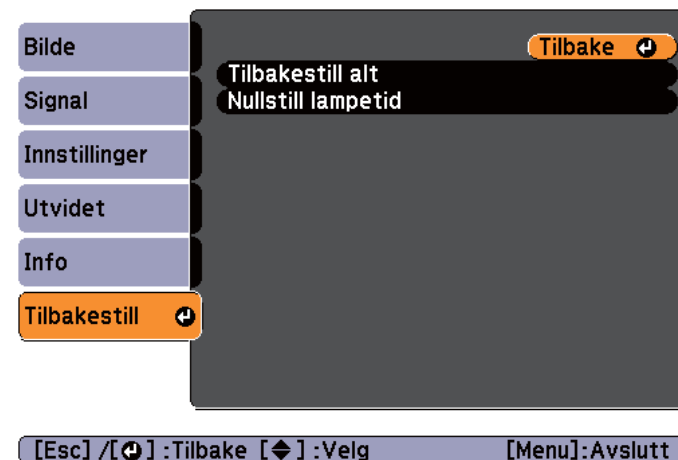 Bilde
Signal
Innstillinger
Utvidet
Info
Tilbakestill
Tilbake
Tilbakestill alt
Nullstill lampetid
[Esc] /[ ] :Tilbake [ ] :Velg [Menu]:Avslutt